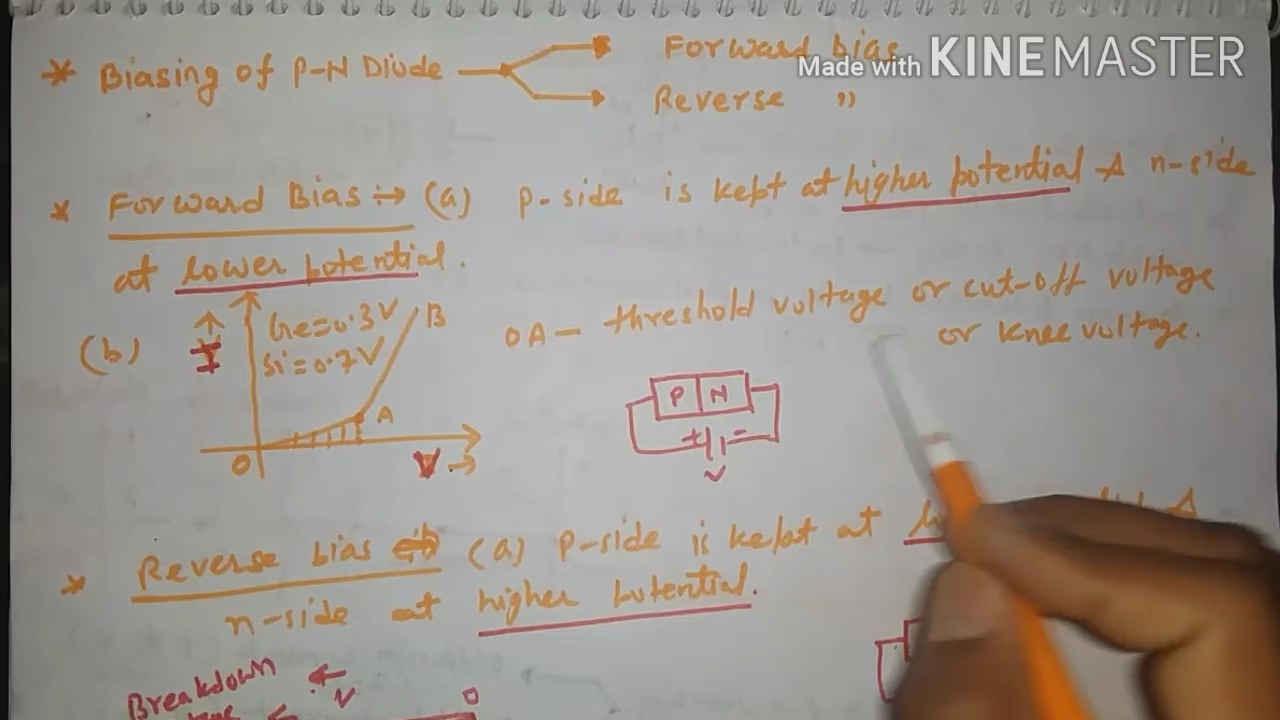 * Biasing of P-N Diode
Forward bias
Reverse "
Made with KINEMASTER
* Forward Bias :→ (a) P-side is kept at higher potential & n-side
at lower potential.
(b) I Ge=0.3V B
Si=0.7V
A
O V
OA - threshold voltage or cut-off voltage
or knee voltage.
P N
+ -
V
* Reverse bias (a) P-side is kept at
n-side at higher potential.
Breakdown
V
O